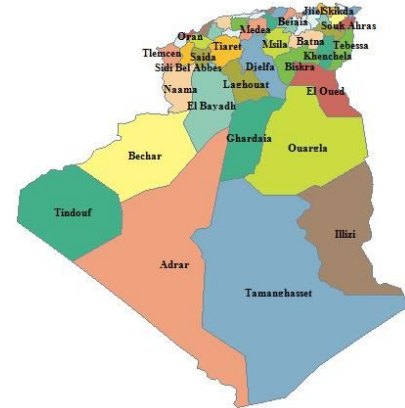 Jijel
Skikda
Oran
Medea
Bejaia
Souk Ahras
Tlemcen
Tiaret
Msila
Batna
Tebessa
Saida
Khenchela
Sidi Bel Abbes
Djelfa
Biskra
Naama
Laghouat
El Oued
El Bayadh
Ghardaia
Ouargla
Bechar
Tindouf
Illizi
Adrar
Tamanghasset